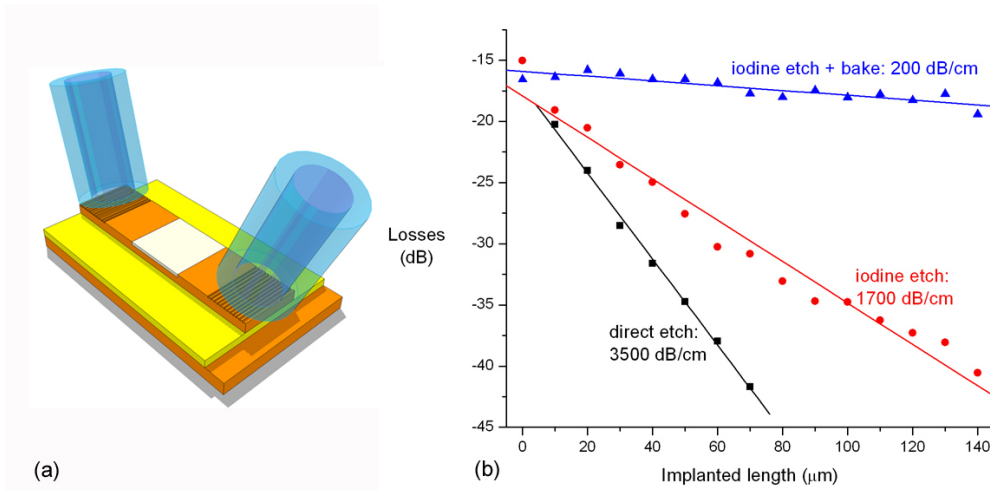 (a)
Losses
(dB)
-15
-20
-25
-30
-35
-40
-45
iodine etch + bake: 200 dB/cm
iodine etch:
1700 dB/cm
direct etch:
3500 dB/cm
0 20 40 60 80 100 120 140
(b)
Implanted length (μm)